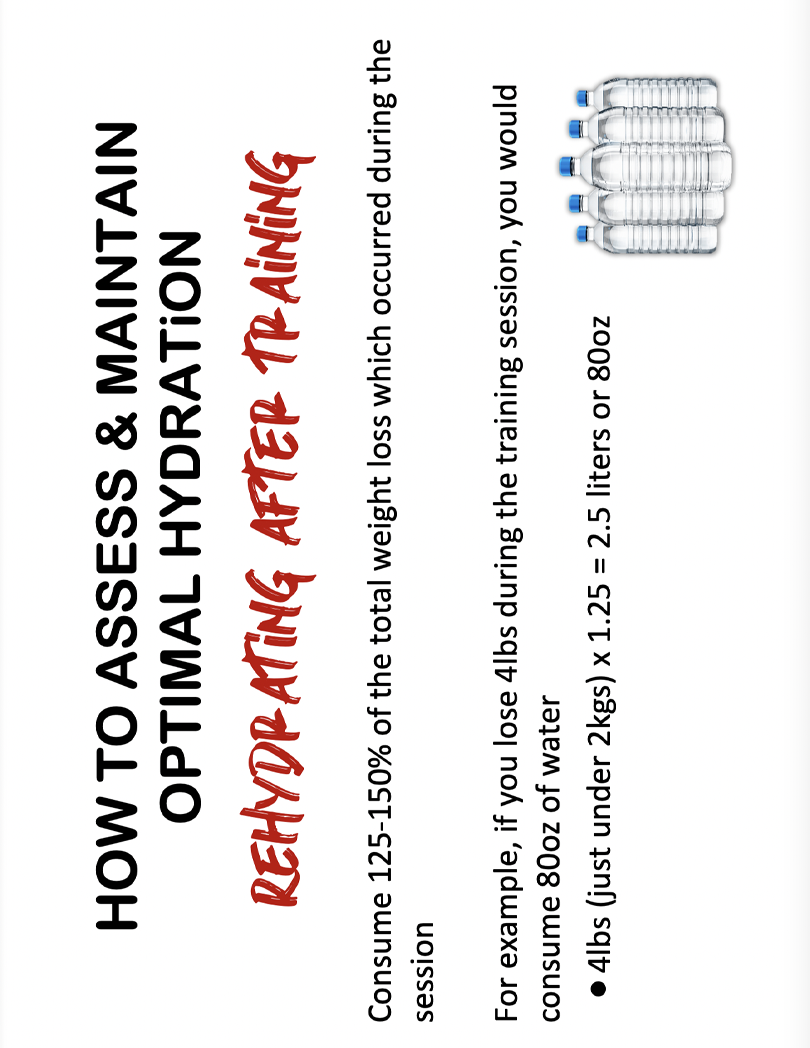 HOW TO ASSESS & MAINTAIN
OPTIMAL HYDRATiON
REHYDRATiNG AFTER TRAiNiNG
Consume 125-150% of the total weight loss which occurred during the
session
For example, if you lose 4lbs during the training session, you would
consume 80oz of water
● 4lbs (just under 2kgs) x 1.25 = 2.5 liters or 80oz